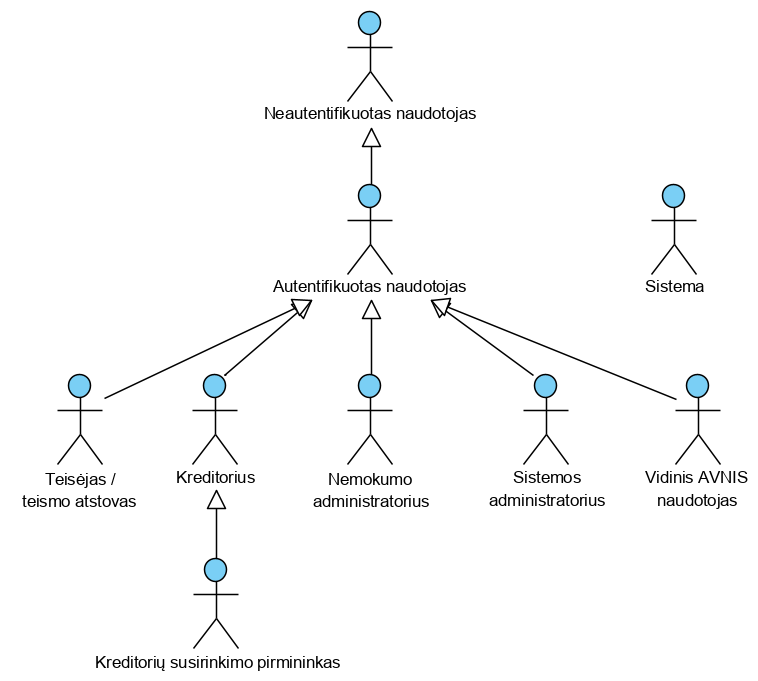 Neautentifikuotas naudotojas
Autentifikuotas naudotojas
Sistema
Teisėjas /
teismo atstovas
Kreditorius
Nemokumo
administratorius
Sistemos
administratorius
Vidinis AVNIS
naudotojas
Kreditorių susirinkimo pirmininkas